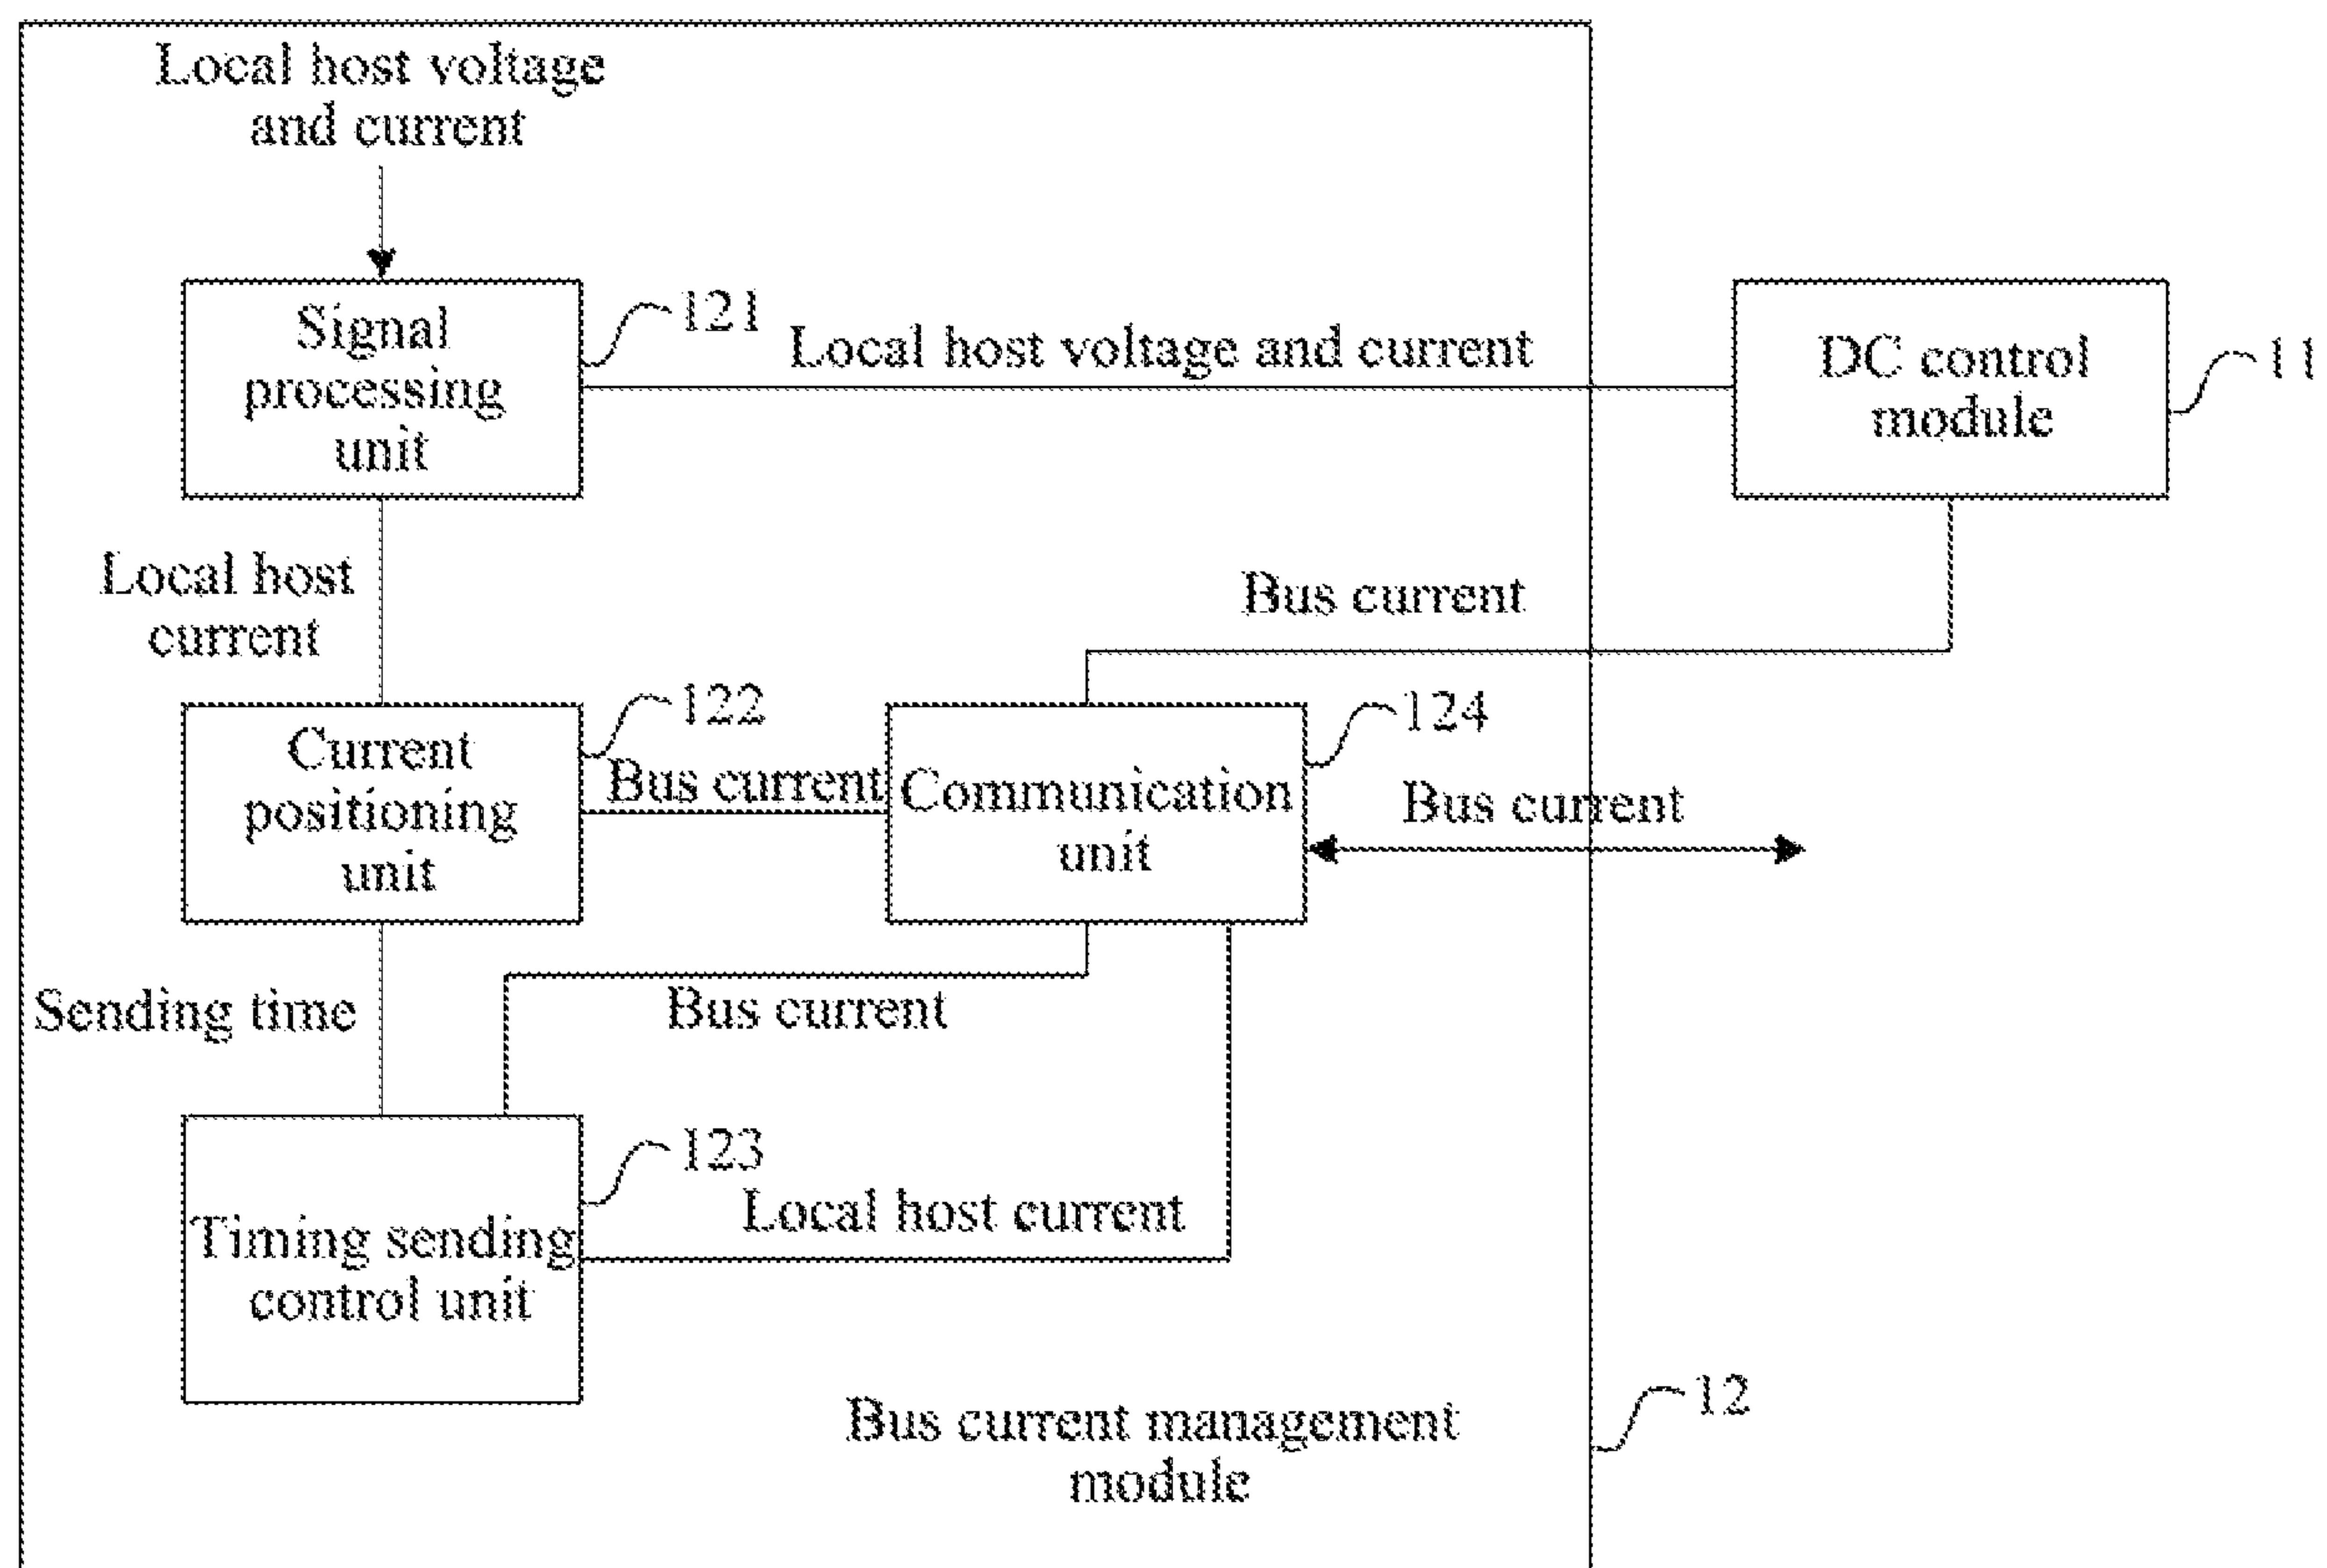 Local host voltage
and current
Signal
processing
unit
121
Local host voltage and current
DC control
module
11
Local host
current
Bus current
Current
positioning
unit
122
Bus current
Communication
unit
124
Bus current
Sending time
Bus current
Timing sending
control unit
123
Local host current
Bus current management
module
12